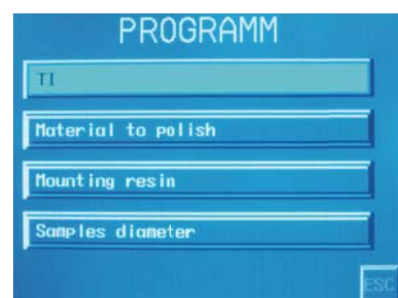 PROGRAMM
TI
Material to polish
Mounting resin
Samples diameter
ESC